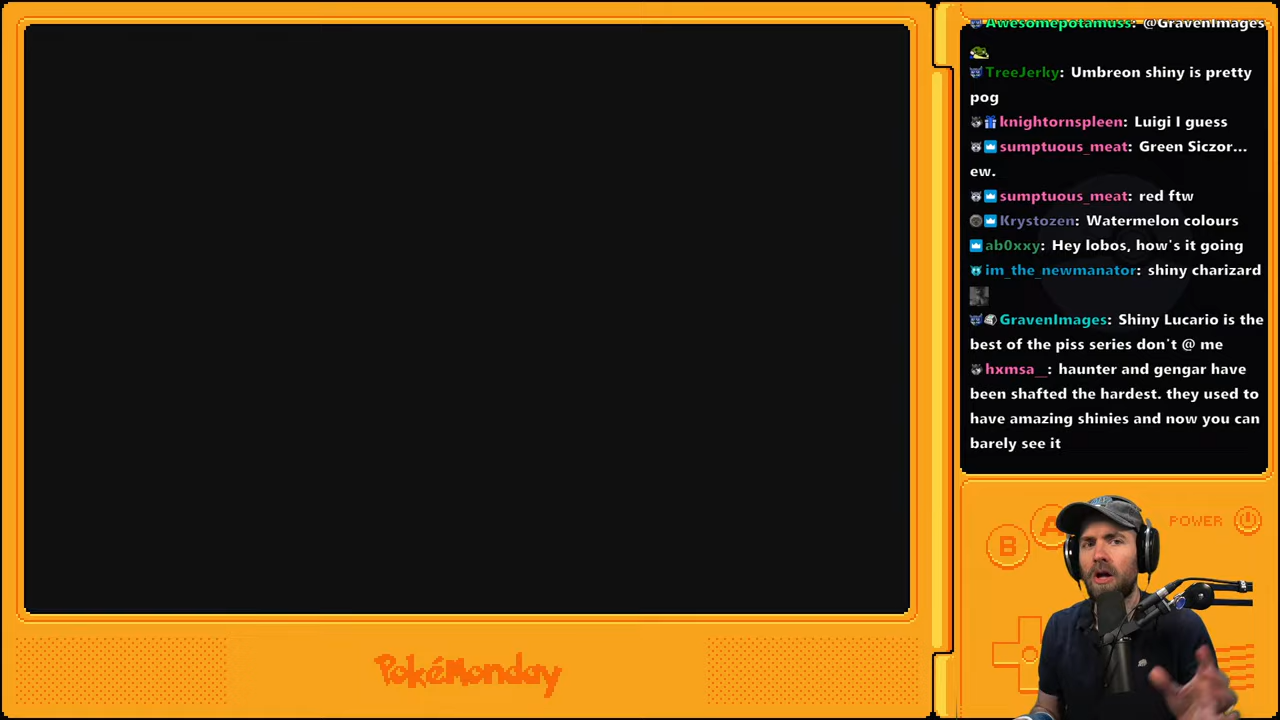 Awesomepotamuss: @GravenImages
TreeJerky: Umbreon shiny is pretty
pog
knightornspleen: Luigi I guess
sumptuous_meat: Green Siczor...
ew.
sumptuous_meat: red ftw
Krystozen: Watermelon colours
ab0xxy: Hey lobos, how's it going
im_the_newmanator: shiny charizard
GravenImages: Shiny Lucario is the
best of the piss series don't @ me
hxmsa__: haunter and gengar have
been shafted the hardest. they used to
have amazing shinies and now you can
barely see it
B A POWER
PokéMonday